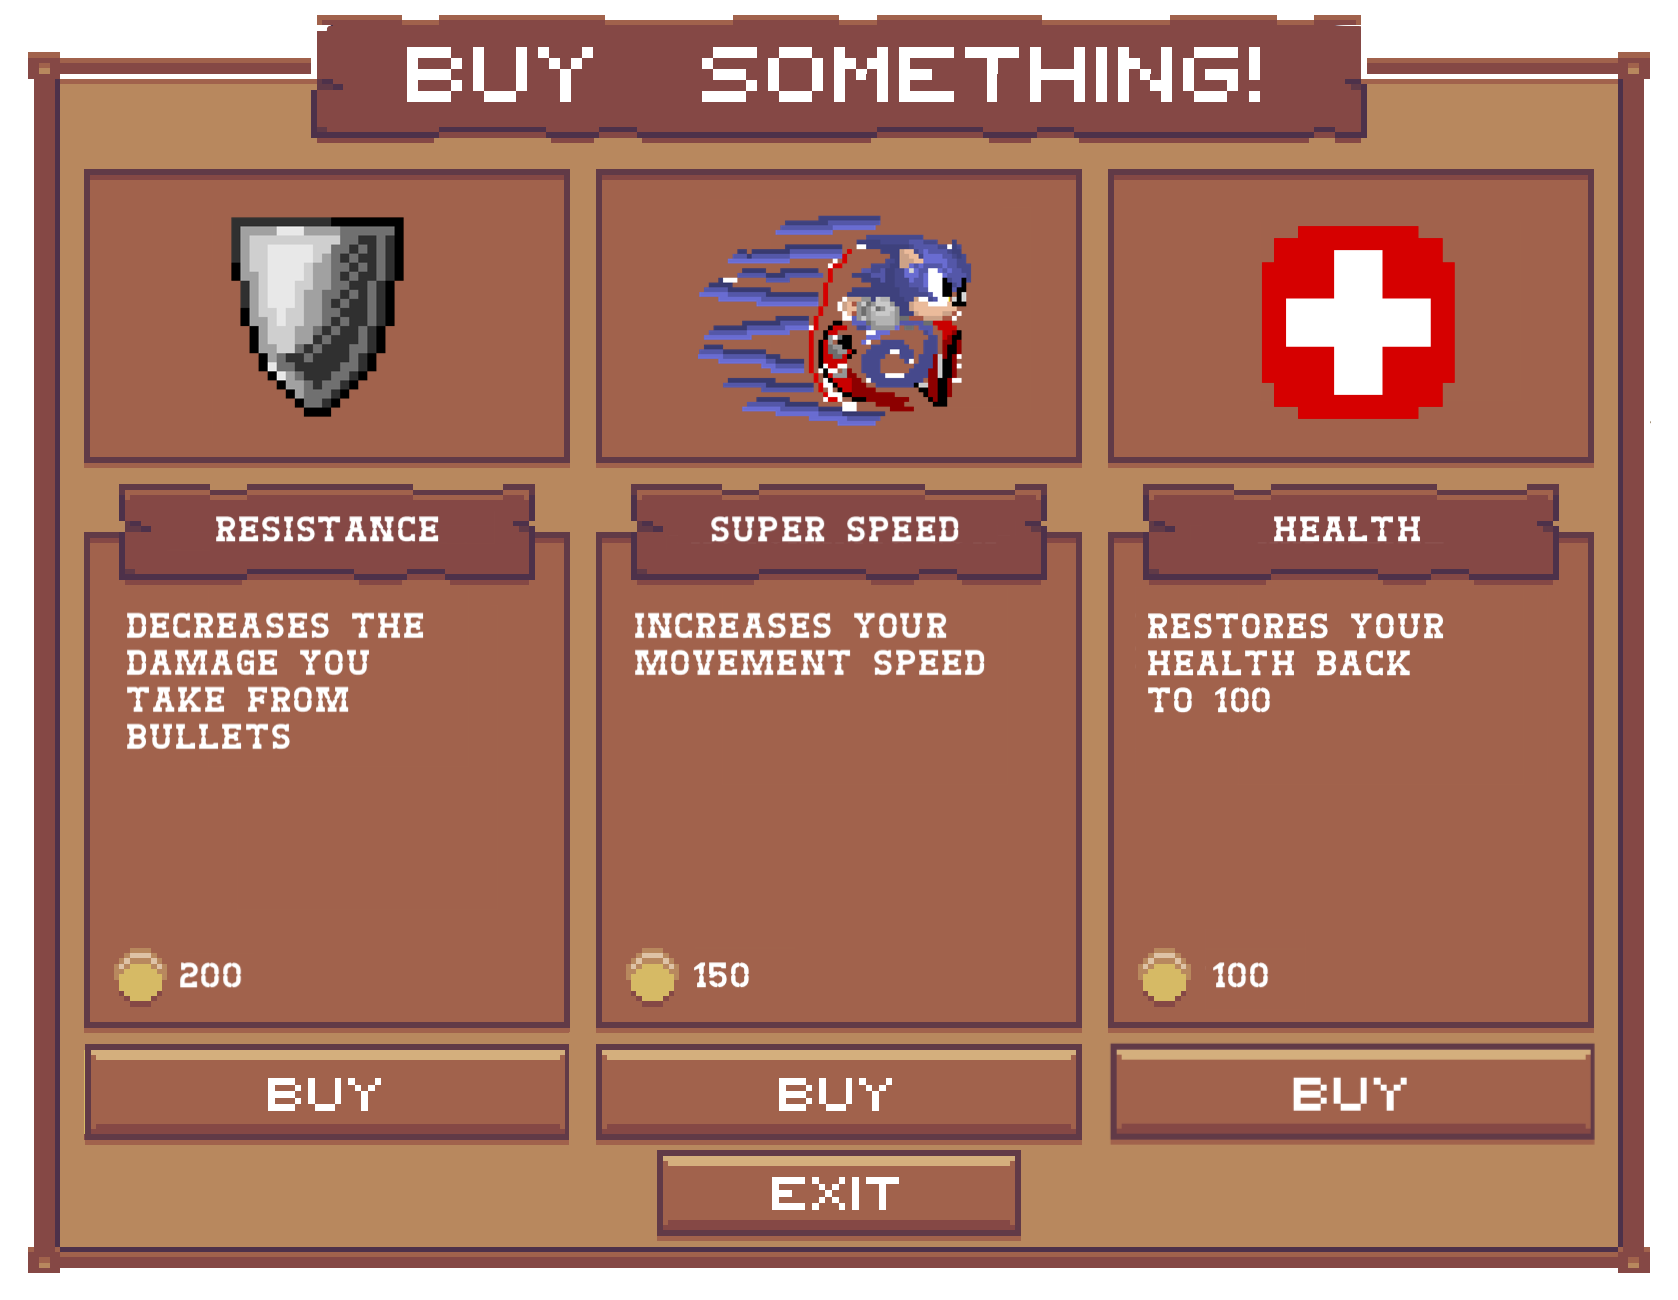 BUY SOMETHING!
RESISTANCE
DECREASES THE
DAMAGE YOU
TAKE FROM
BULLETS
200
BUY
SUPER SPEED
INCREASES YOUR
MOVEMENT SPEED
150
BUY
HEALTH
RESTORES YOUR
HEALTH BACK
TO 100
100
BUY
EXIT